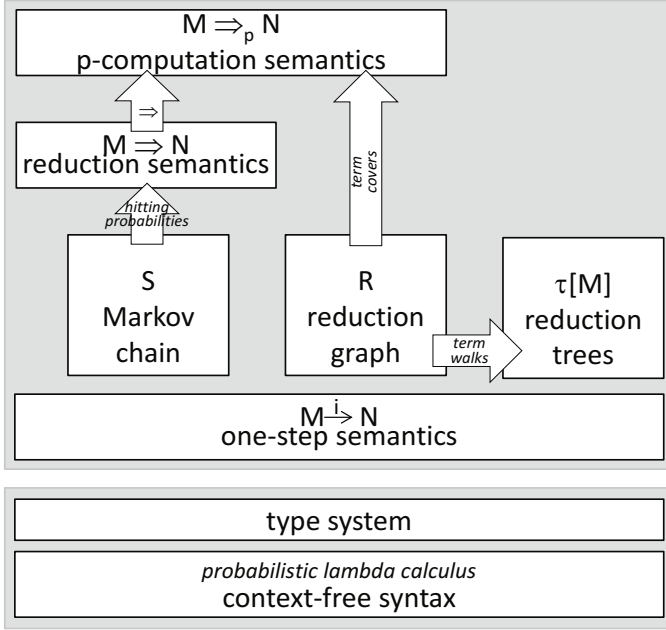 M ⇒p N
p-computation semantics
⇒
M ⇒ N
reduction semantics
term
covers
hitting
probabilities
S
Markov
chain
R
reduction
graph
term
walks
τ[M]
reduction
trees
M →i N
one-step semantics
type system
probabilistic lambda calculus
context-free syntax